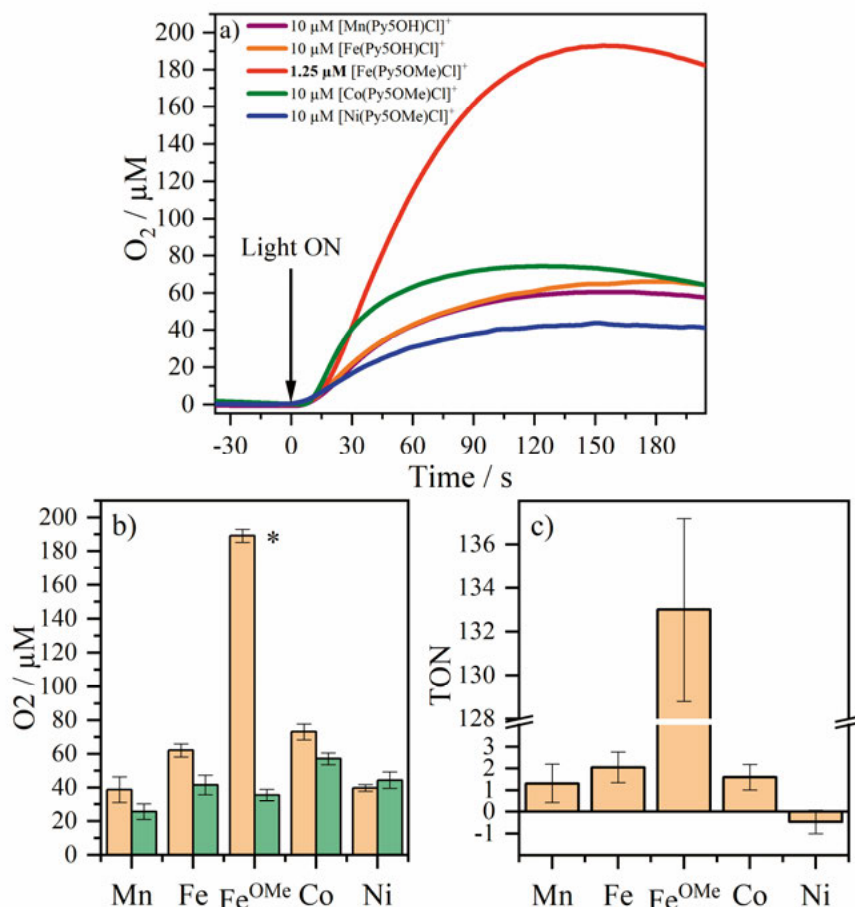 a)
10 µM [Mn(Py5OH)Cl]⁺
10 µM [Fe(Py5OH)Cl]⁺
1.25 µM [Fe(Py5OMe)Cl]⁺
10 µM [Co(Py5OMe)Cl]⁺
10 µM [Ni(Py5OMe)Cl]⁺
200
180
160
140
120
100
80
60
40
20
0
O₂ / µM
Light ON
-30 0 30 60 90 120 150 180
Time / s
b)
*
200
180
160
140
120
100
80
60
40
20
0
O2 / µM
Mn Fe Fe^OMe Co Ni
c)
136
134
132
130
128
3
2
1
0
-1
TON
Mn Fe Fe^OMe Co Ni